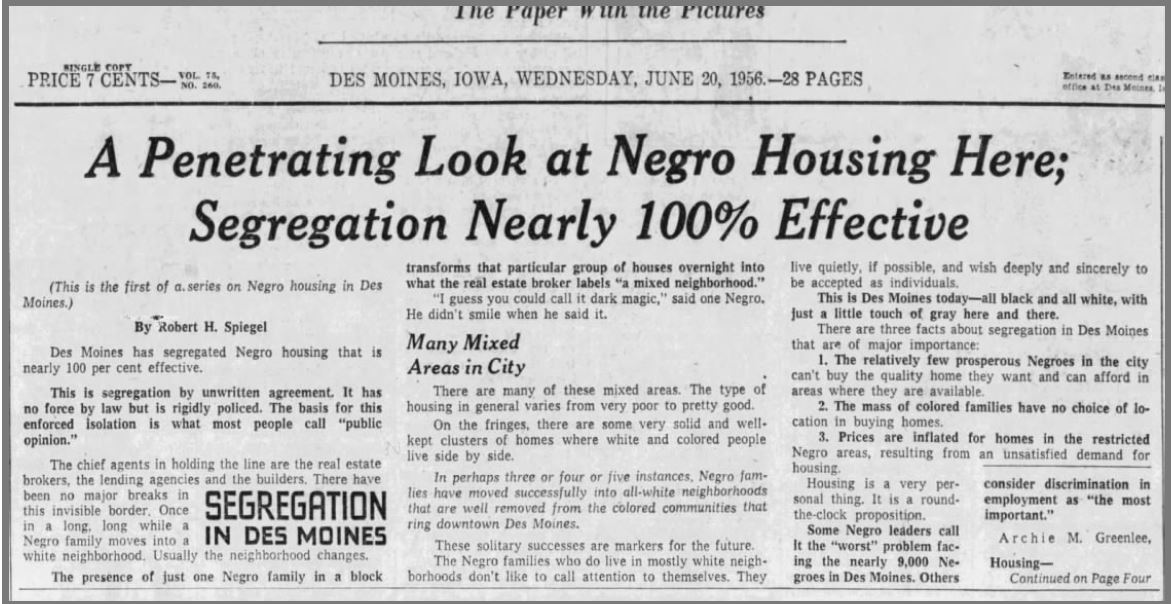 The Paper With the Pictures
SINGLE COPY
PRICE 7 CENTS—VOL. 75, NO. 260.
DES MOINES, IOWA, WEDNESDAY, JUNE 20, 1956.—28 PAGES
Entered as second clas
office at Des Moines, I
A Penetrating Look at Negro Housing Here;
Segregation Nearly 100% Effective
(This is the first of a series on Negro housing in Des
Moines.)
By Robert H. Spiegel
Des Moines has segregated Negro housing that is
nearly 100 per cent effective.
This is segregation by unwritten agreement. It has
no force by law but is rigidly policed. The basis for this
enforced isolation is what most people call "public
opinion."
The chief agents in holding the line are the real estate
brokers, the lending agencies and the builders. There have
been no major breaks in
this invisible border. Once
in a long, long while a
Negro family moves into a
white neighborhood. Usually the neighborhood changes.
SEGREGATION
IN DES MOINES
The presence of just one Negro family in a block
transforms that particular group of houses overnight into
what the real estate broker labels "a mixed neighborhood."
"I guess you could call it dark magic," said one Negro.
He didn't smile when he said it.
Many Mixed
Areas in City
There are many of these mixed areas. The type of
housing in general varies from very poor to pretty good.
On the fringes, there are some very solid and well-
kept clusters of homes where white and colored people
live side by side.
In perhaps three or four or five instances, Negro fam-
ilies have moved successfully into all-white neighborhoods
that are well removed from the colored communities that
ring downtown Des Moines.
These solitary successes are markers for the future.
The Negro families who do live in mostly white neigh-
borhoods don't like to call attention to themselves. They
live quietly, if possible, and wish deeply and sincerely to
be accepted as individuals.
This is Des Moines today—all black and all white, with
just a little touch of gray here and there.
There are three facts about segregation in Des Moines
that are of major importance:
1. The relatively few prosperous Negroes in the city
can't buy the quality home they want and can afford in
areas where they are available.
2. The mass of colored families have no choice of lo-
cation in buying homes.
3. Prices are inflated for homes in the restricted
Negro areas, resulting from an unsatisfied demand for
housing.
Housing is a very per-
sonal thing. It is a round-
the-clock proposition.
Some Negro leaders call
it the "worst" problem fac-
ing the nearly 9,000 Ne-
groes in Des Moines. Others
consider discrimination in
employment as "the most
important."
Archie M. Greenlee,
Housing—
Continued on Page Four